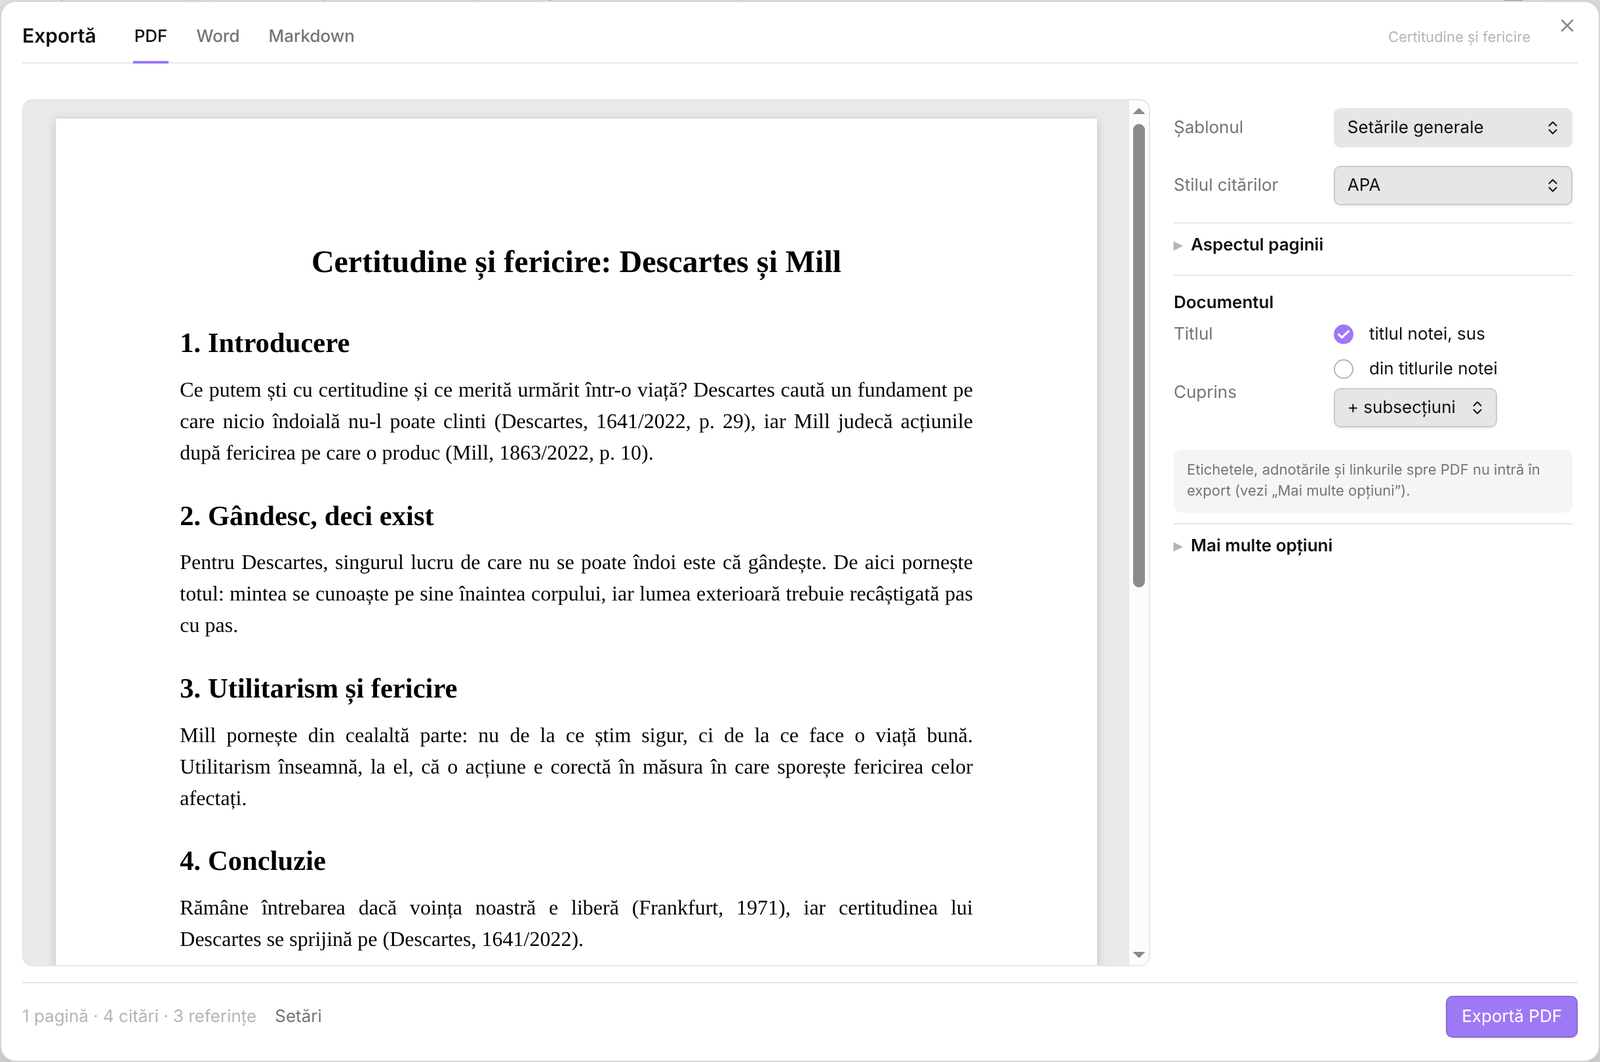 Exportă PDF Word Markdown Certitudine și fericire
Certitudine și fericire: Descartes și Mill
1. Introducere
Ce putem ști cu certitudine și ce merită urmărit într-o viață? Descartes caută un fundament pe
care nicio îndoială nu-l poate clinti (Descartes, 1641/2022, p. 29), iar Mill judecă acțiunile
după fericirea pe care o produc (Mill, 1863/2022, p. 10).
2. Gândesc, deci exist
Pentru Descartes, singurul lucru de care nu se poate îndoi este că gândește. De aici pornește
totul: mintea se cunoaște pe sine înaintea corpului, iar lumea exterioară trebuie recâștigată pas
cu pas.
3. Utilitarism și fericire
Mill pornește din cealaltă parte: nu de la ce știm sigur, ci de la ce face o viață bună.
Utilitarism înseamnă, la el, că o acțiune e corectă în măsura în care sporește fericirea celor
afectați.
4. Concluzie
Rămâne întrebarea dacă voința noastră e liberă (Frankfurt, 1971), iar certitudinea lui
Descartes se sprijină pe (Descartes, 1641/2022).
Șablonul Setările generale
Stilul citărilor APA
Aspectul paginii
Documentul
Titlul titlul notei, sus
din titlurile notei
Cuprins
+ subsecțiuni
Etichetele, adnotările și linkurile spre PDF nu intră în
export (vezi „Mai multe opțiuni”).
Mai multe opțiuni
1 pagină · 4 citări · 3 referințe Setări
Exportă PDF